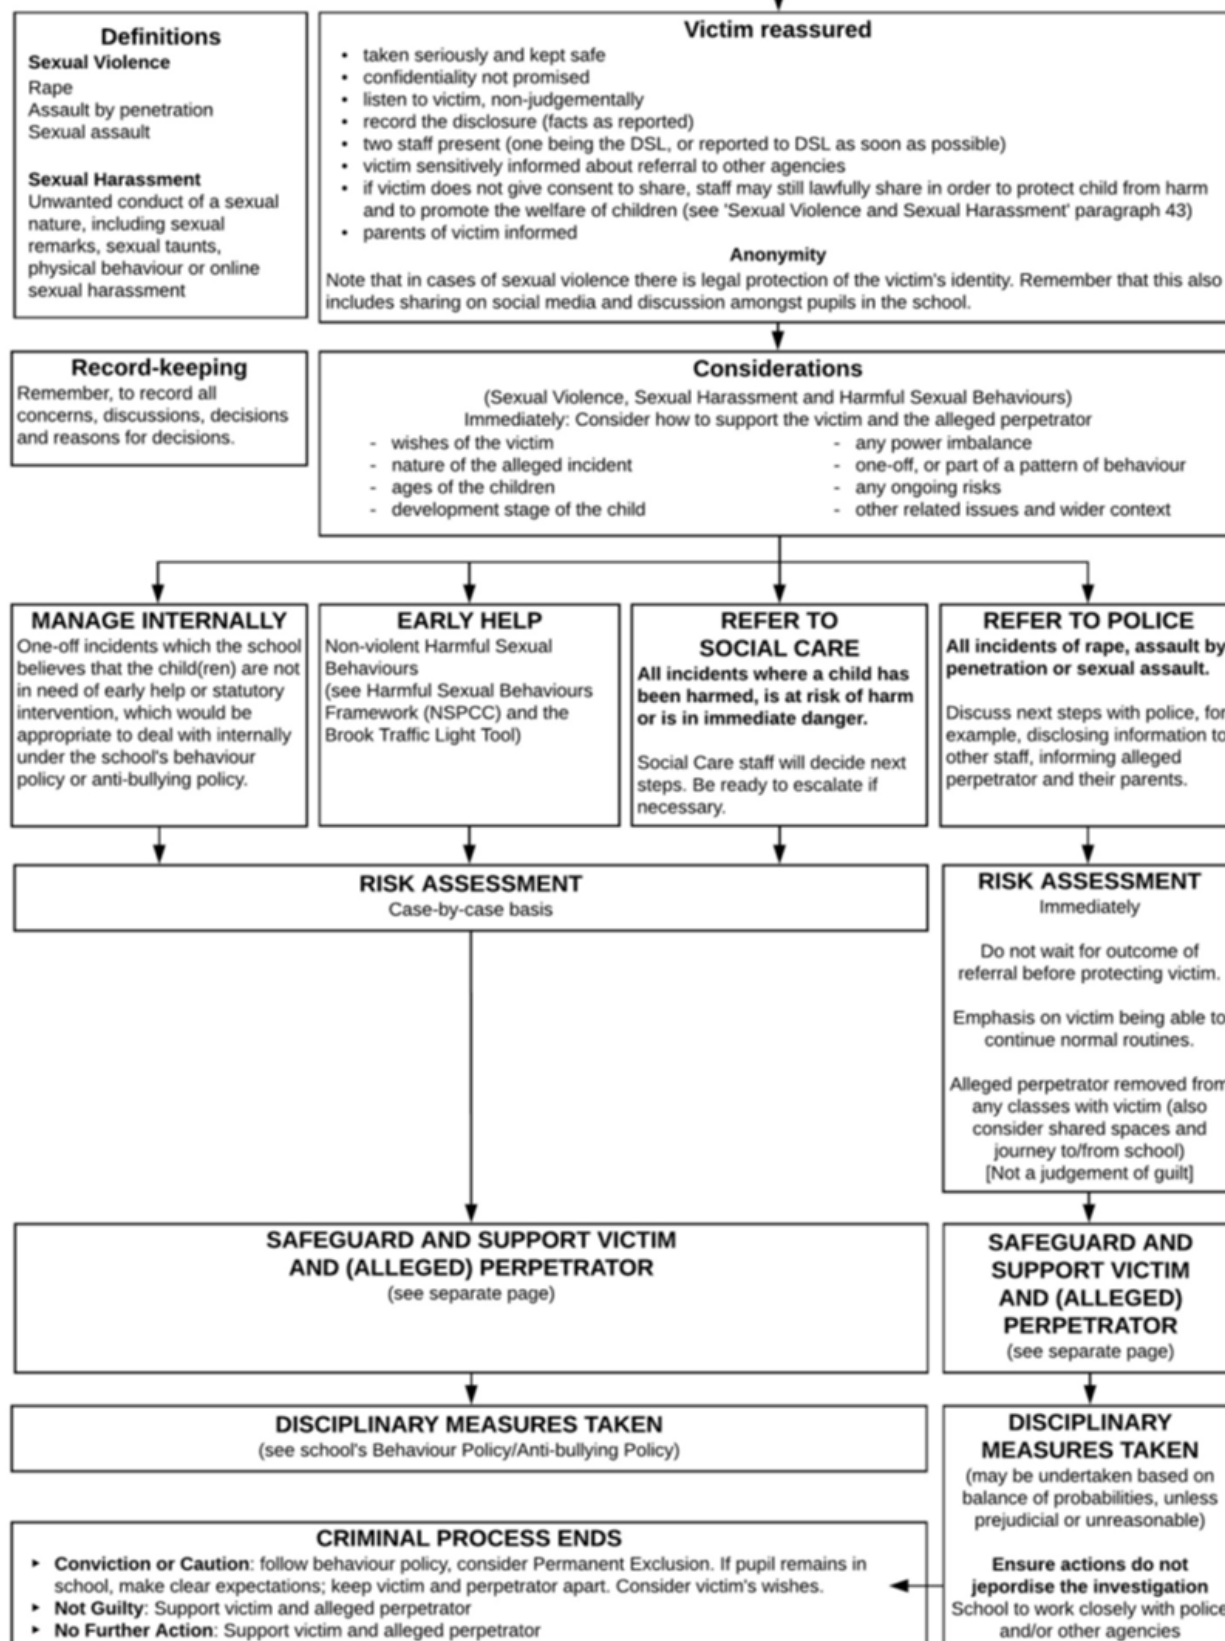 Definitions
Sexual Violence
Rape
Assault by penetration
Sexual assault
Sexual Harassment
Unwanted conduct of a sexual
nature, including sexual
remarks, sexual taunts,
physical behaviour or online
sexual harassment
Victim reassured
• taken seriously and kept safe
• confidentiality not promised
• listen to victim, non-judgementally
• record the disclosure (facts as reported)
• two staff present (one being the DSL, or reported to DSL as soon as possible)
• victim sensitively informed about referral to other agencies
• if victim does not give consent to share, staff may still lawfully share in order to protect child from harm
and to promote the welfare of children (see 'Sexual Violence and Sexual Harassment' paragraph 43)
• parents of victim informed
Anonymity
Note that in cases of sexual violence there is legal protection of the victim's identity. Remember that this also
includes sharing on social media and discussion amongst pupils in the school.
Record-keeping
Remember, to record all
concerns, discussions, decisions
and reasons for decisions.
Considerations
(Sexual Violence, Sexual Harassment and Harmful Sexual Behaviours)
Immediately: Consider how to support the victim and the alleged perpetrator
- wishes of the victim
- nature of the alleged incident
- ages of the children
- development stage of the child
- any power imbalance
- one-off, or part of a pattern of behaviour
- any ongoing risks
- other related issues and wider context
MANAGE INTERNALLY
One-off incidents which the school
believes that the child(ren) are not
in need of early help or statutory
intervention, which would be
appropriate to deal with internally
under the school's behaviour
policy or anti-bullying policy.
EARLY HELP
Non-violent Harmful Sexual
Behaviours
(see Harmful Sexual Behaviours
Framework (NSPCC) and the
Brook Traffic Light Tool)
REFER TO
SOCIAL CARE
All incidents where a child has
been harmed, is at risk of harm
or is in immediate danger.
Social Care staff will decide next
steps. Be ready to escalate if
necessary.
REFER TO POLICE
All incidents of rape, assault by
penetration or sexual assault.
Discuss next steps with police, for
example, disclosing information to
other staff, informing alleged
perpetrator and their parents.
RISK ASSESSMENT
Case-by-case basis
RISK ASSESSMENT
Immediately
Do not wait for outcome of
referral before protecting victim.
Emphasis on victim being able to
continue normal routines.
Alleged perpetrator removed from
any classes with victim (also
consider shared spaces and
journey to/from school)
[Not a judgement of guilt]
SAFEGUARD AND SUPPORT VICTIM
AND (ALLEGED) PERPETRATOR
(see separate page)
SAFEGUARD AND
SUPPORT VICTIM
AND (ALLEGED)
PERPETRATOR
(see separate page)
DISCIPLINARY MEASURES TAKEN
(see school's Behaviour Policy/Anti-bullying Policy)
DISCIPLINARY
MEASURES TAKEN
(may be undertaken based on
balance of probabilities, unless
prejudicial or unreasonable)
Ensure actions do not
jepordise the investigation
School to work closely with police
and/or other agencies
CRIMINAL PROCESS ENDS
‣ Conviction or Caution: follow behaviour policy, consider Permanent Exclusion. If pupil remains in
school, make clear expectations; keep victim and perpetrator apart. Consider victim's wishes.
‣ Not Guilty: Support victim and alleged perpetrator
‣ No Further Action: Support victim and alleged perpetrator